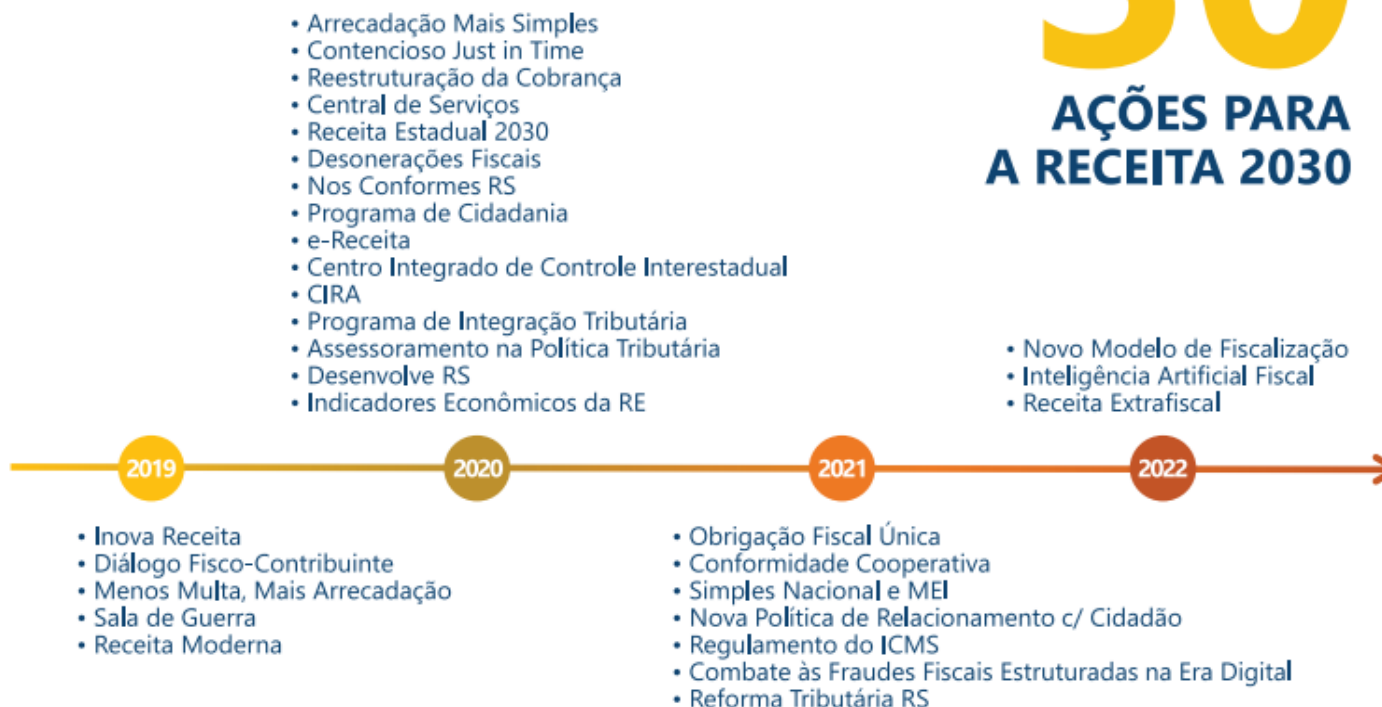 • Arrecadação Mais Simples
• Contencioso Just in Time
• Reestruturação da Cobrança
• Central de Serviços
• Receita Estadual 2030
• Desonerações Fiscais
• Nos Conformes RS
• Programa de Cidadania
• e-Receita
• Centro Integrado de Controle Interestadual
• CIRA
• Programa de Integração Tributária
• Assessoramento na Política Tributária
• Desenvolve RS
• Indicadores Econômicos da RE
30
AÇÕES PARA
A RECEITA 2030
• Novo Modelo de Fiscalização
• Inteligência Artificial Fiscal
• Receita Extrafiscal
2019
2020
2021
2022
• Inova Receita
• Diálogo Fisco-Contribuinte
• Menos Multa, Mais Arrecadação
• Sala de Guerra
• Receita Moderna
• Obrigação Fiscal Única
• Conformidade Cooperativa
• Simples Nacional e MEI
• Nova Política de Relacionamento c/ Cidadão
• Regulamento do ICMS
• Combate às Fraudes Fiscais Estruturadas na Era Digital
• Reforma Tributária RS